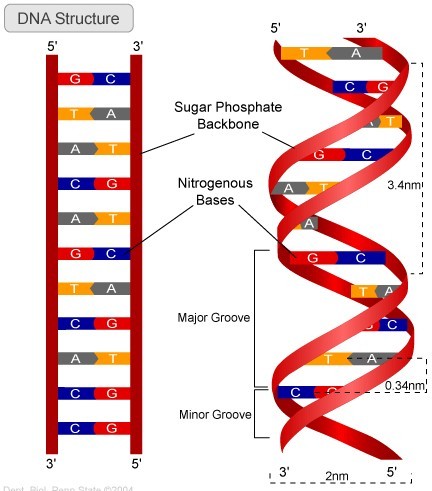 DNA Structure
5' 3'
G C
T A
A T
C G
A T
G C
T A
C G
A T
C G
C G
3' 5'
Sugar Phosphate
Backbone
Nitrogenous
Bases
Major Groove
Minor Groove
5' 3'
T A
C G
A T
G C
A T
A
G C
T A
G C
T A
C G
3' 5'
3.4nm
0.34nm
2nm
Dept. Biol. Penn State ©2004